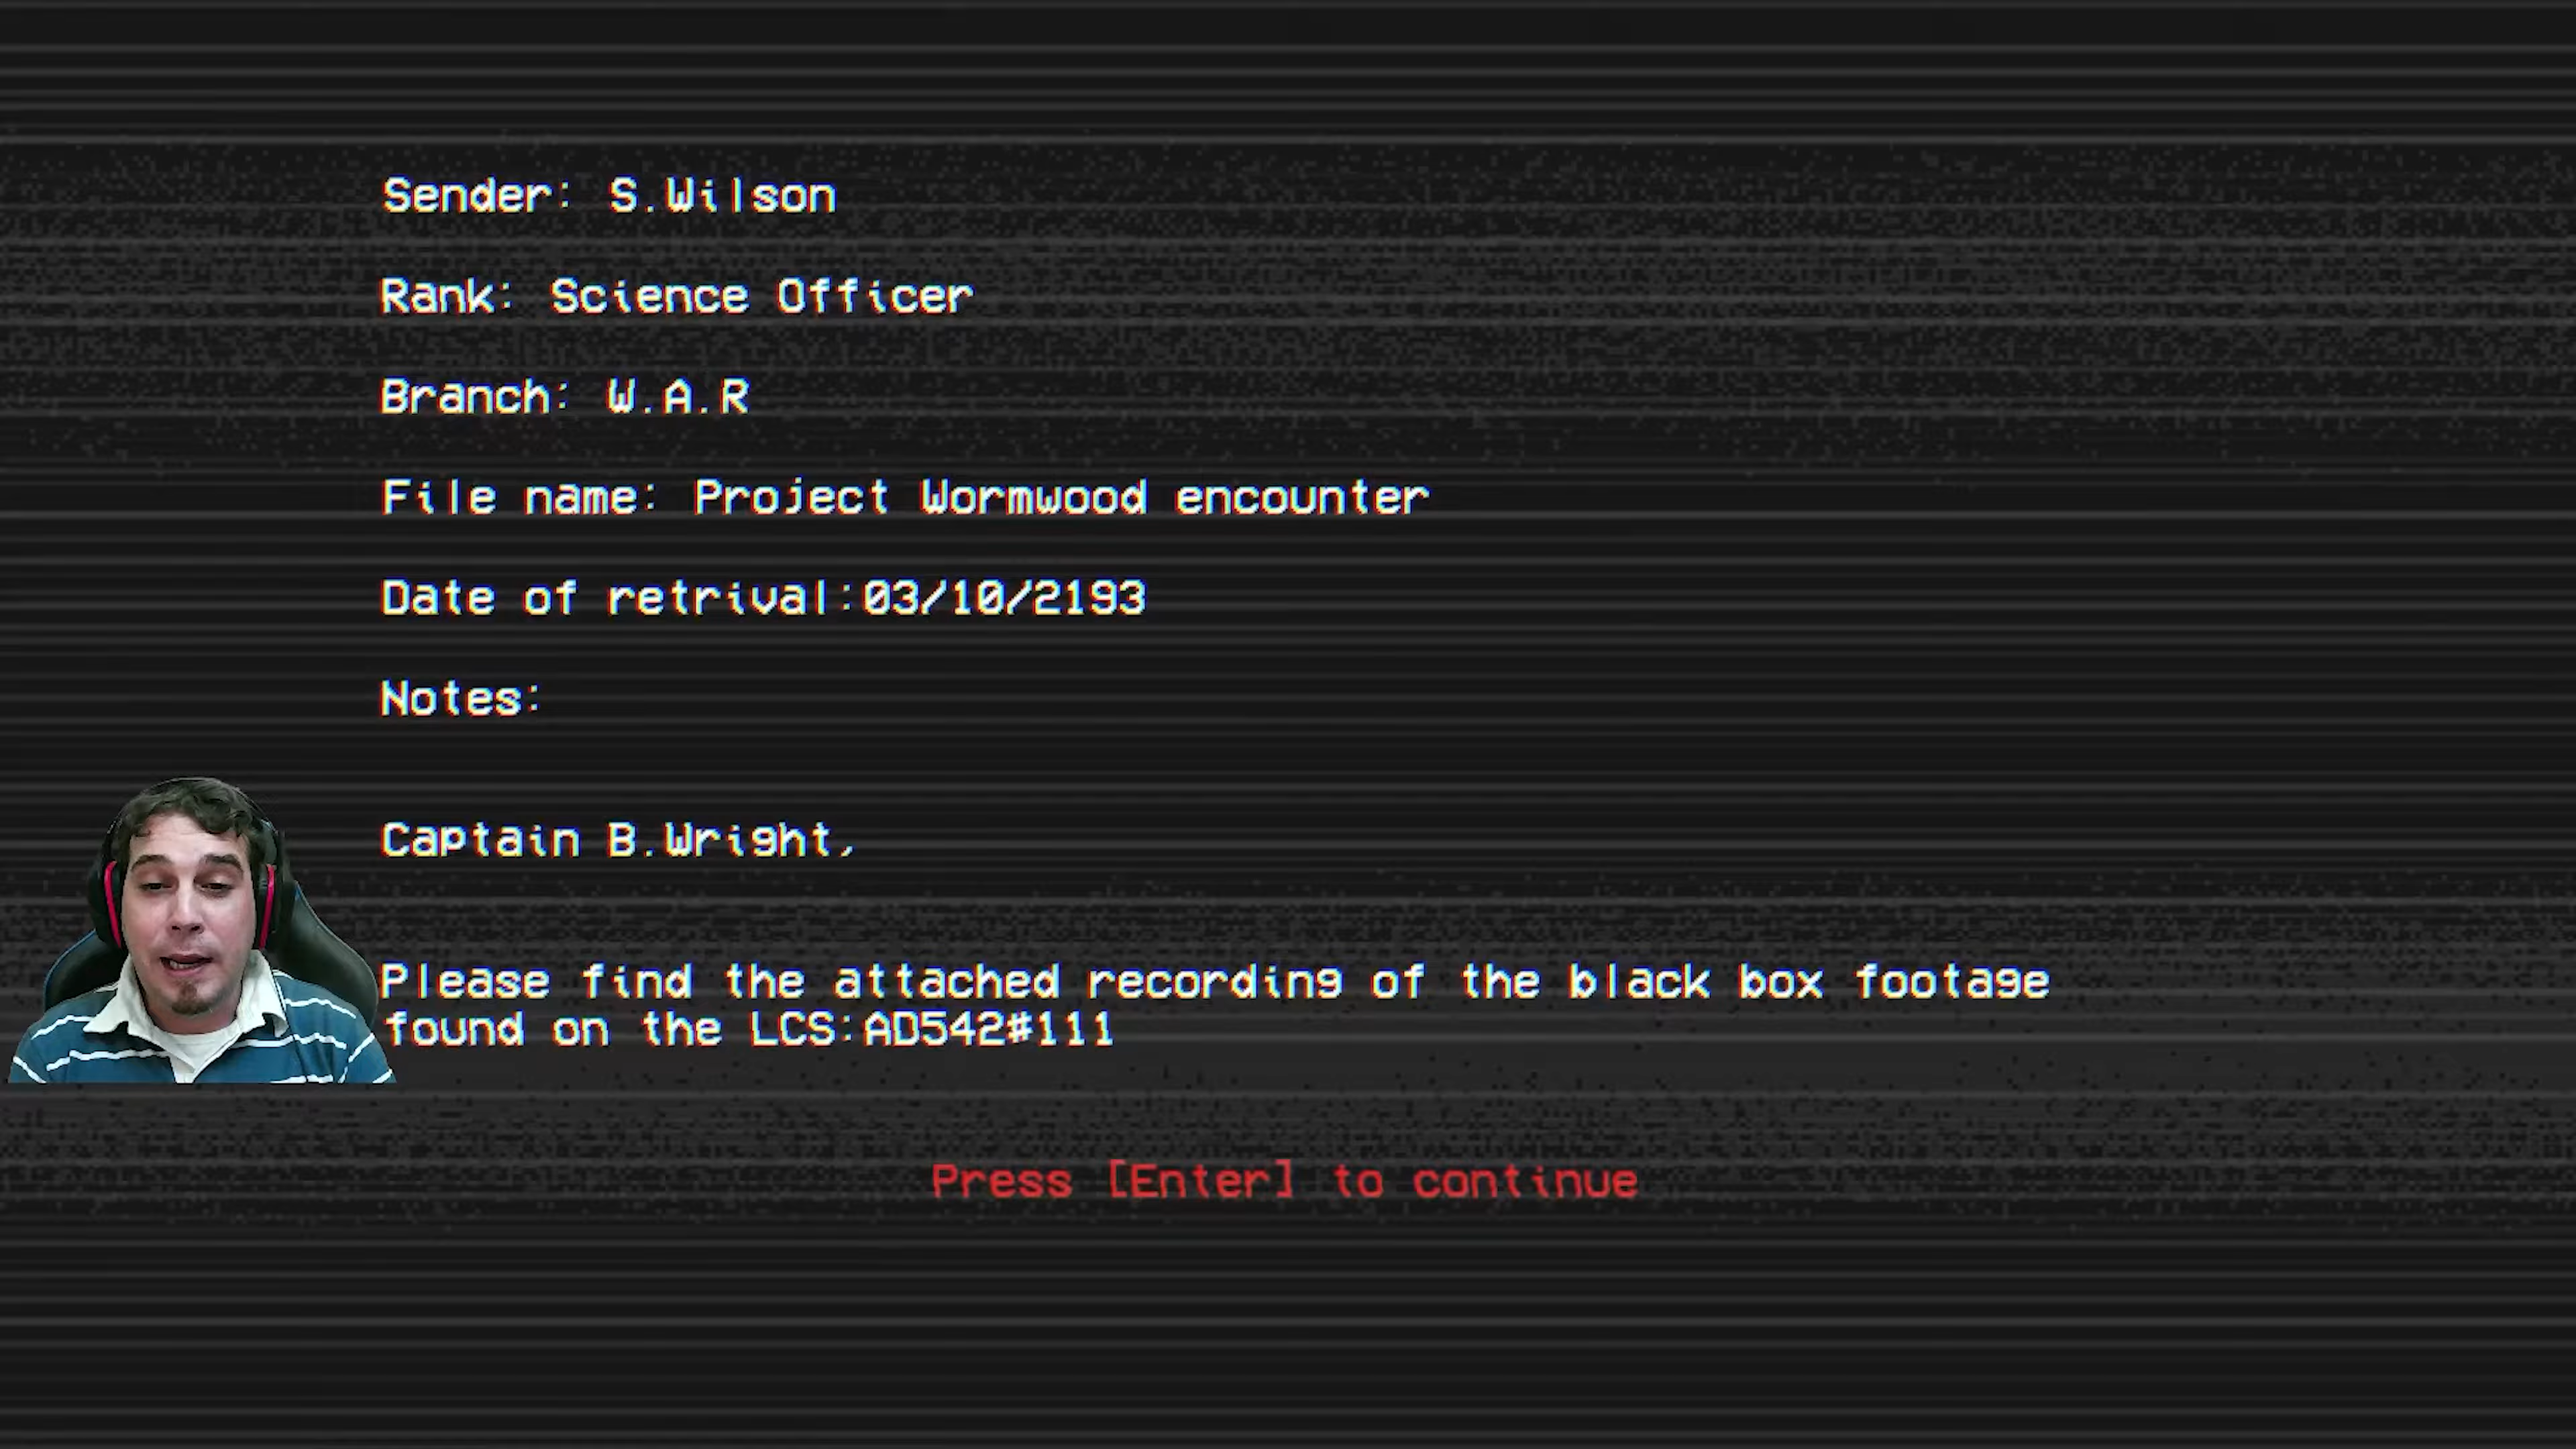 Sender: S.Wilson
Rank: Science Officer
Branch: W.A.R
File name: Project Wormwood encounter
Date of retrival:03/10/2193
Notes:
Captain B.Wright,
Please find the attached recording of the black box footage
found on the LCS:AD542#111
Press [Enter] to continue